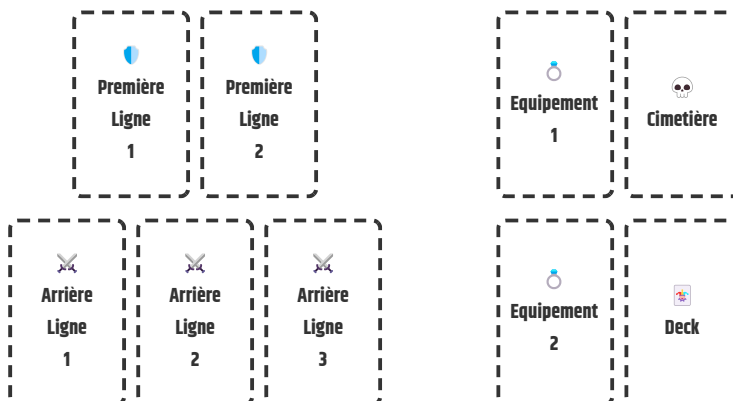 Première
Ligne
1
Première
Ligne
2
Equipement
1
Cimetière
Arrière
Ligne
1
Arrière
Ligne
2
Arrière
Ligne
3
Equipement
2
Deck